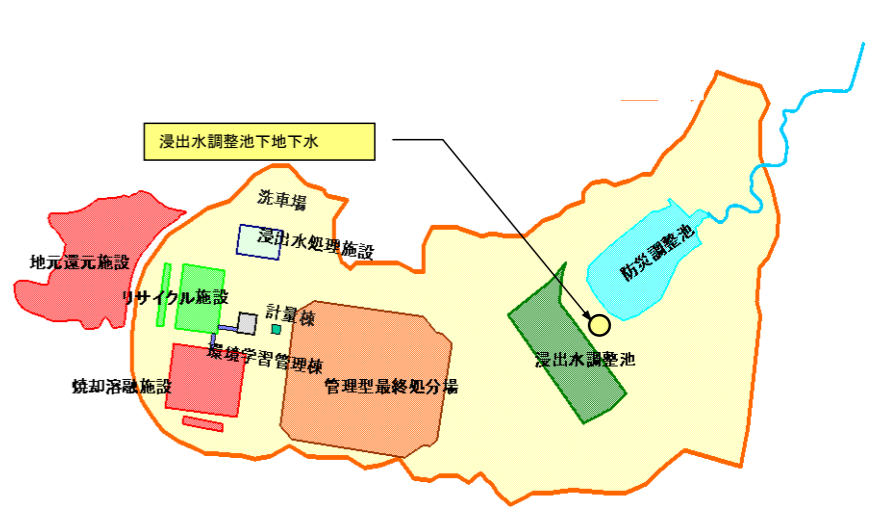 浸出水調整池下地下水
洗車場
浸出水処理施設
防災調整池
地元還元施設
リサイクル施設
計量棟
環境学習管理棟
浸出水調整池
焼却溶融施設
管理型最終処分場